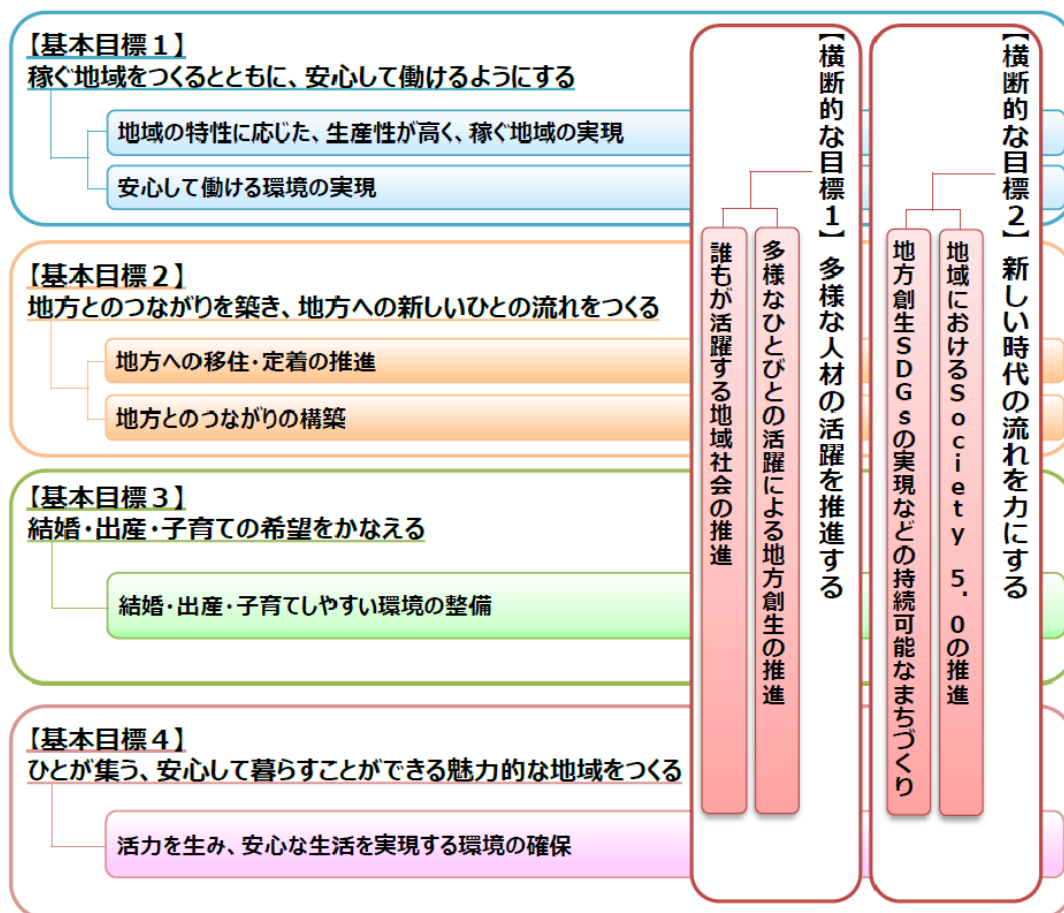 【基本目標１】
稼ぐ地域をつくるとともに、安心して働けるようにする
地域の特性に応じた、生産性が高く、稼ぐ地域の実現
安心して働ける環境の実現
【基本目標２】
地方とのつながりを築き、地方への新しいひとの流れをつくる
地方への移住・定着の推進
地方とのつながりの構築
【基本目標３】
結婚・出産・子育ての希望をかなえる
結婚・出産・子育てしやすい環境の整備
【基本目標４】
ひとが集う、安心して暮らすことができる魅力的な地域をつくる
活力を生み、安心な生活を実現する環境の確保
【横断的な目標１】多様な人材の活躍を推進する
多様なひとびとの活躍による地方創生の推進
誰もが活躍する地域社会の推進
【横断的な目標２】新しい時代の流れを力にする
地域におけるＳｏｃｉｅｔｙ ５．０の推進
地方創生ＳＤＧｓの実現などの持続可能なまちづくり